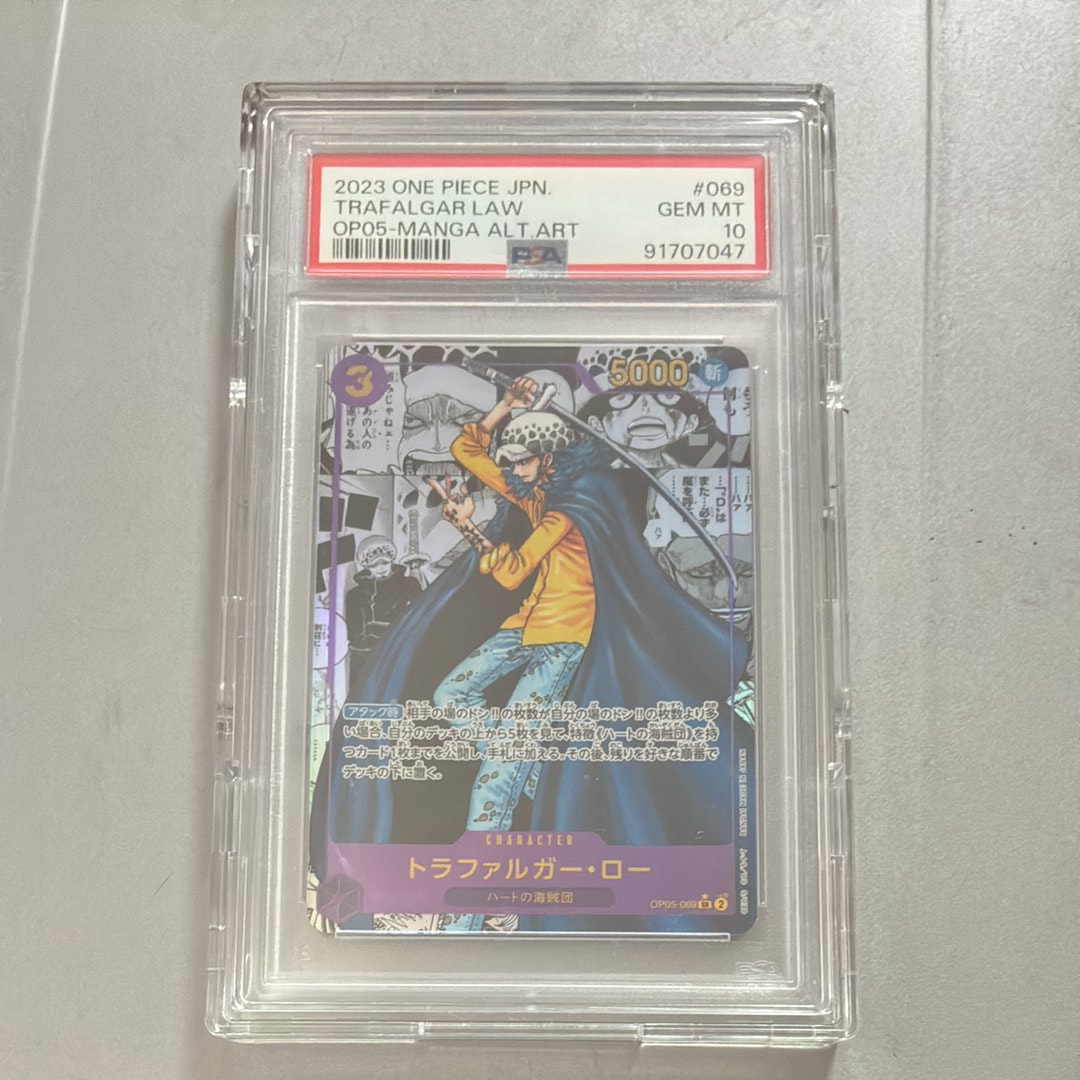 2023 ONE PIECE JPN.
#069
TRAFALGAR LAW
GEM MT
OP05-MANGA ALT.ART
10
PSA
91707047
3
5000
斬
アタック時 相手の場のドン!!の枚数が自分の場のドン!!の枚数より多
い場合、自分のデッキの上から5枚を見て、特徴《ハートの海賊団》を持
つカード1枚までを公開し、手札に加える。その後、残りを好きな順番で
デッキの下に置く。
CHARACTER
トラファルガー・ロー
ハートの海賊団
OP05-069 SR 2